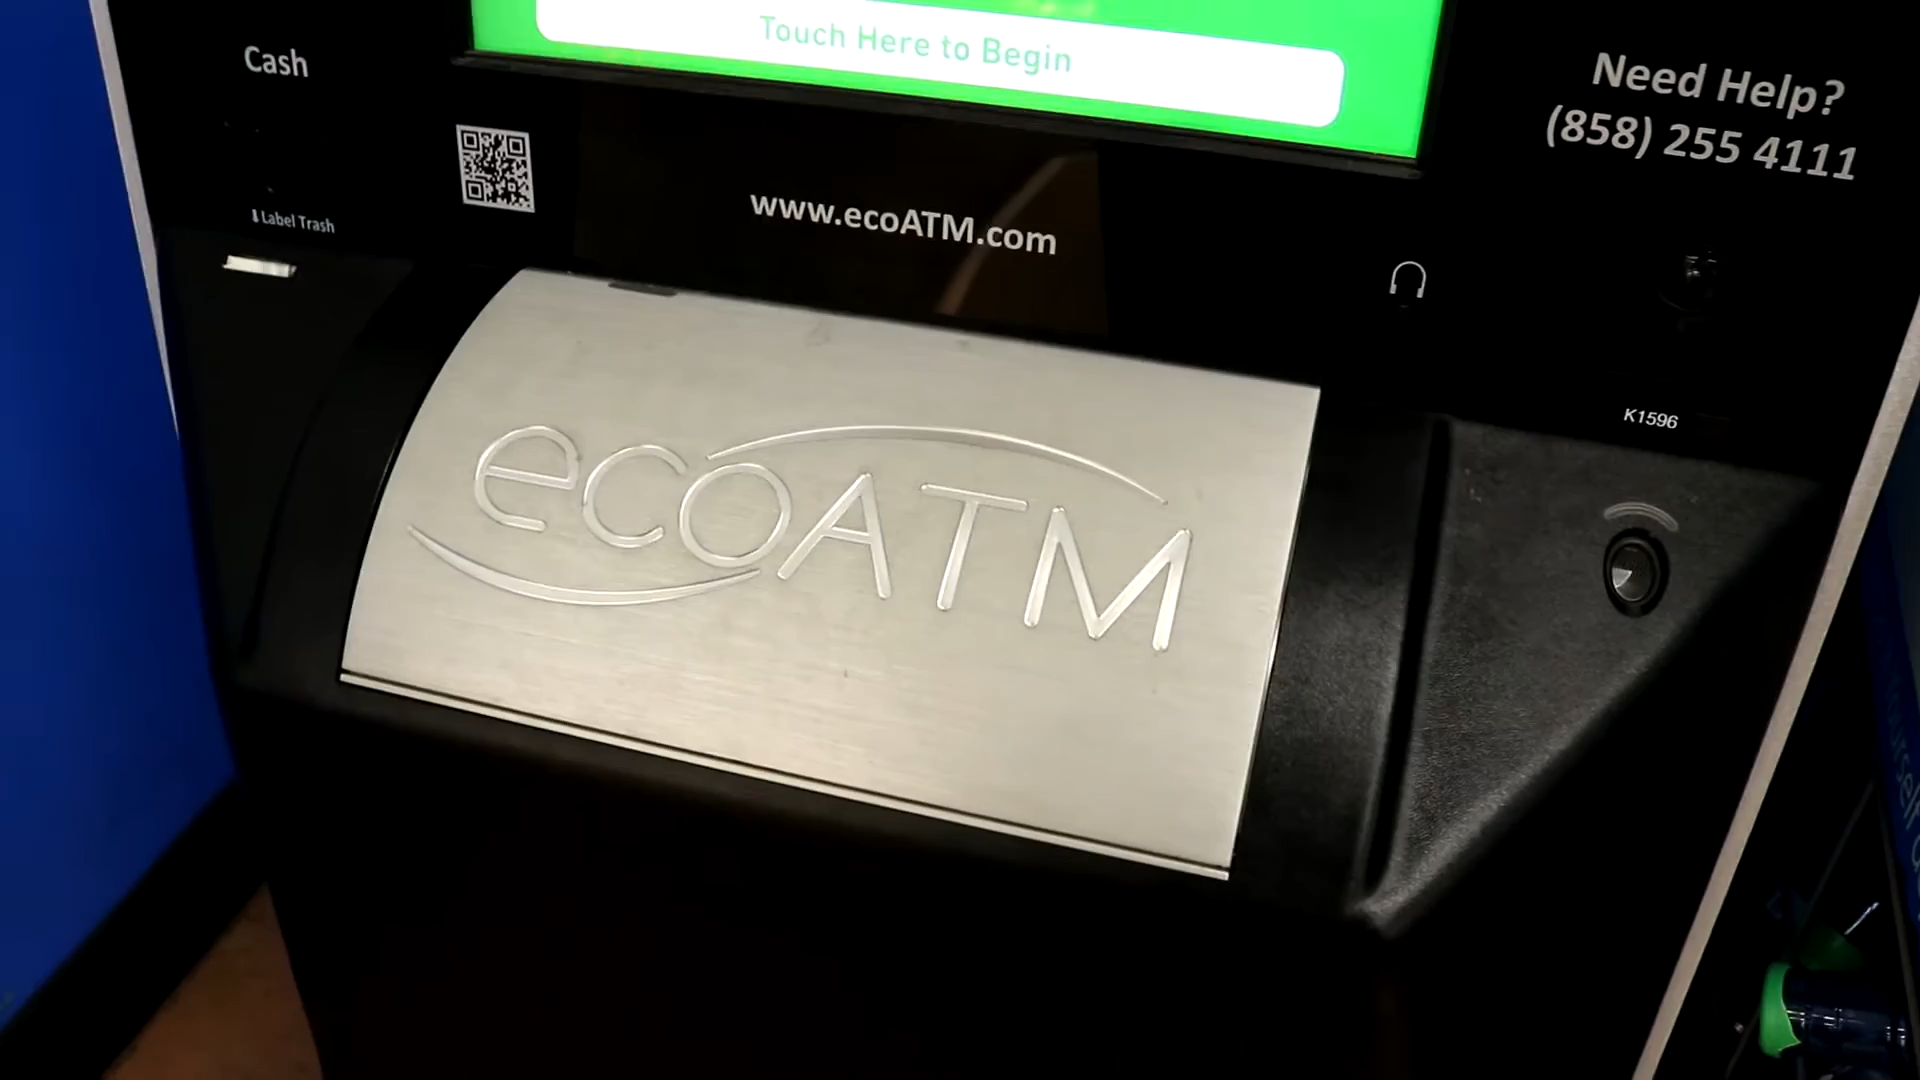 Touch Here to Begin
Cash
Need Help?
(858) 255 4111
www.ecoATM.com
⬇Label Trash
K1596
ecoATM